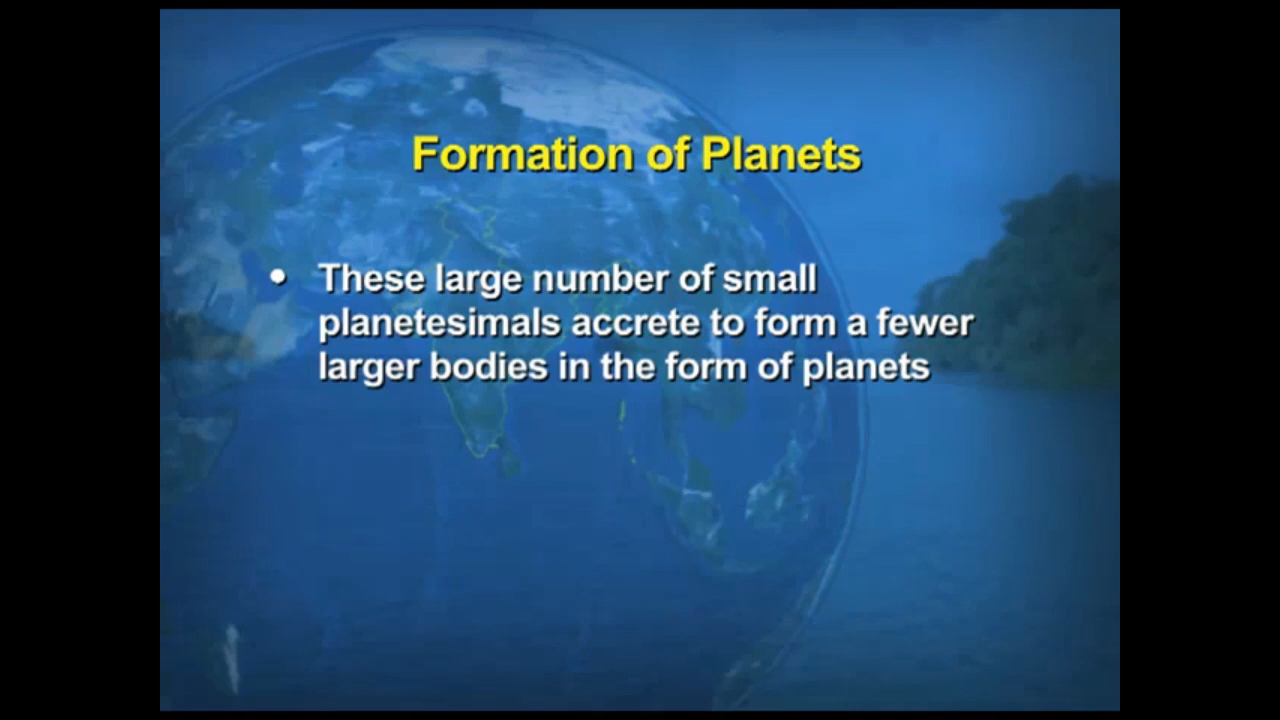 Formation of Planets
• These large number of small
planetesimals accrete to form a fewer
larger bodies in the form of planets